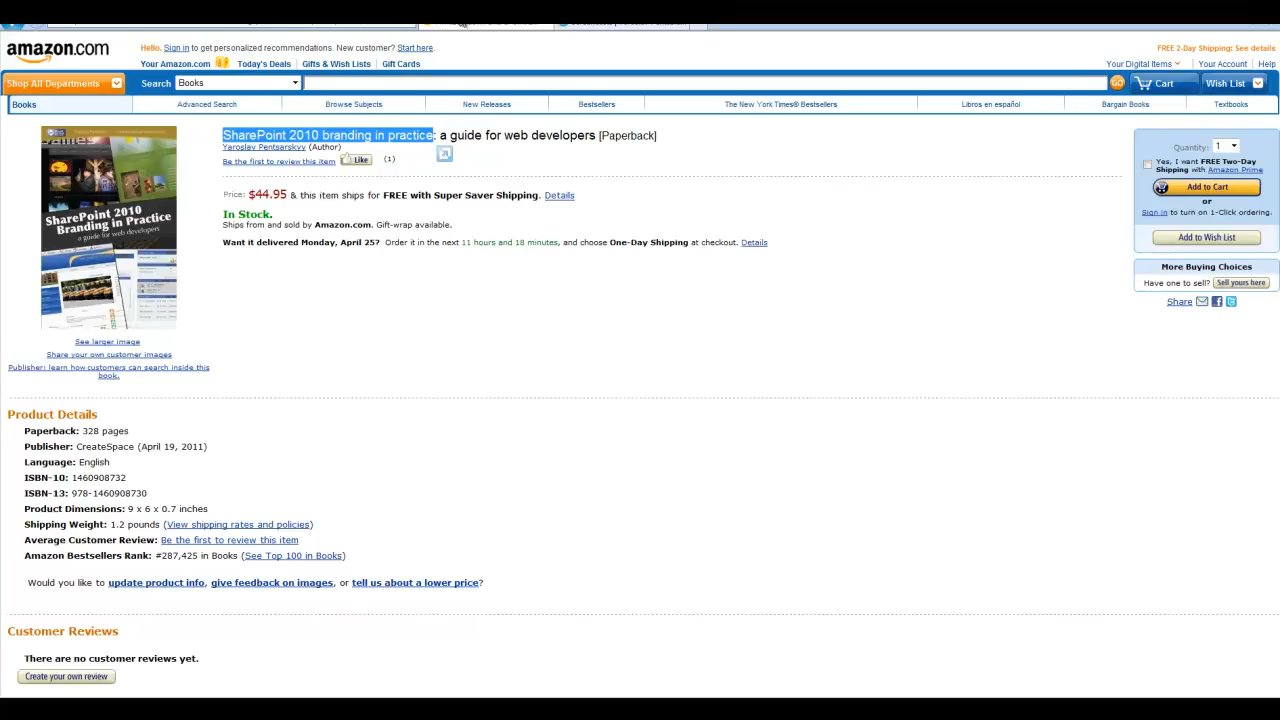 amazon.com
Hello. Sign in to get personalized recommendations. New customer? Start here.
FREE 2-Day Shipping: See details
Your Amazon.com Today's Deals Gifts & Wish Lists Gift Cards
Your Digital Items Your Account Help
Shop All Departments Search Books GO Cart Wish List
Books Advanced Search Browse Subjects New Releases Bestsellers The New York Times® Bestsellers Libros en español Bargain Books Textbooks
SharePoint 2010
Branding in Practice
a guide for web developers
See larger image
Share your own customer images
Publisher: learn how customers can search inside this
book.
SharePoint 2010 branding in practice: a guide for web developers [Paperback]
Yaroslav Pentsarskyy (Author)
Be the first to review this item Like (1)
Price: $44.95 & this item ships for FREE with Super Saver Shipping. Details
In Stock.
Ships from and sold by Amazon.com. Gift-wrap available.
Want it delivered Monday, April 25? Order it in the next 11 hours and 18 minutes, and choose One-Day Shipping at checkout. Details
Quantity: 1
Yes, I want FREE Two-Day
Shipping with Amazon Prime
Add to Cart
or
Sign in to turn on 1-Click ordering.
Add to Wish List
More Buying Choices
Have one to sell? Sell yours here
Share
Product Details
Paperback: 328 pages
Publisher: CreateSpace (April 19, 2011)
Language: English
ISBN-10: 1460908732
ISBN-13: 978-1460908730
Product Dimensions: 9 x 6 x 0.7 inches
Shipping Weight: 1.2 pounds (View shipping rates and policies)
Average Customer Review: Be the first to review this item
Amazon Bestsellers Rank: #287,425 in Books (See Top 100 in Books)
Would you like to update product info, give feedback on images, or tell us about a lower price?
Customer Reviews
There are no customer reviews yet.
Create your own review